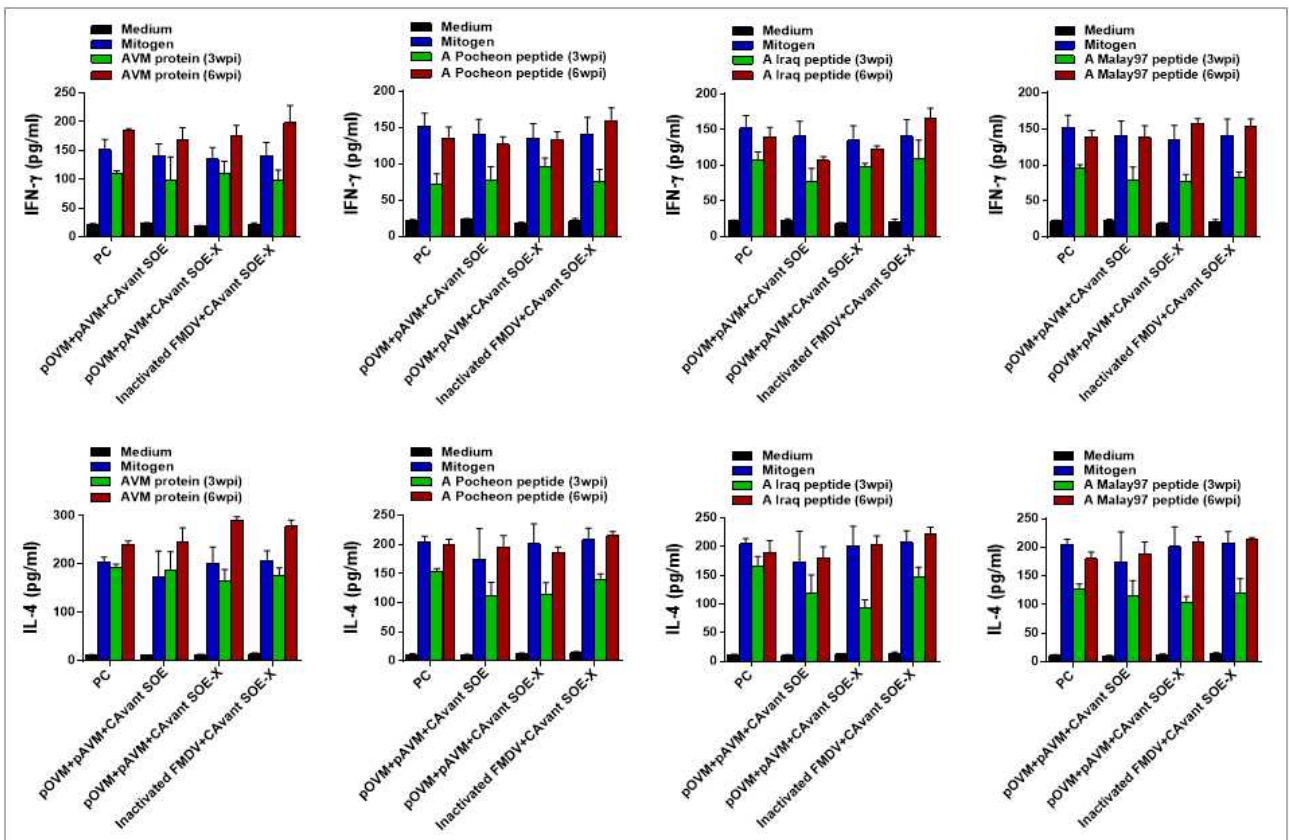 Medium
Mitogen
AVM protein (3wpi)
AVM protein (6wpi)
250
200
150
100
50
0
IFN-γ (pg/ml)
PC
pOVM+pAVM+CAvant SOE
pOVM+pAVM+CAvant SOE-X
Inactivated FMDV+CAvant SOE-X
Medium
Mitogen
A Pocheon peptide (3wpi)
A Pocheon peptide (6wpi)
200
150
100
50
0
IFN-γ (pg/ml)
PC
pOVM+pAVM+CAvant SOE
pOVM+pAVM+CAvant SOE-X
Inactivated FMDV+CAvant SOE-X
Medium
Mitogen
A Iraq peptide (3wpi)
A Iraq peptide (6wpi)
200
150
100
50
0
IFN-γ (pg/ml)
PC
pOVM+pAVM+CAvant SOE
pOVM+pAVM+CAvant SOE-X
Inactivated FMDV+CAvant SOE-X
Medium
Mitogen
A Malay97 peptide (3wpi)
A Malay97 peptide (6wpi)
200
150
100
50
0
IFN-γ (pg/ml)
PC
pOVM+pAVM+CAvant SOE
pOVM+pAVM+CAvant SOE-X
Inactivated FMDV+CAvant SOE-X
Medium
Mitogen
AVM protein (3wpi)
AVM protein (6wpi)
300
200
100
0
IL-4 (pg/ml)
PC
pOVM+pAVM+CAvant SOE
pOVM+pAVM+CAvant SOE-X
Inactivated FMDV+CAvant SOE-X
Medium
Mitogen
A Pocheon peptide (3wpi)
A Pocheon peptide (6wpi)
250
200
150
100
50
0
IL-4 (pg/ml)
PC
pOVM+pAVM+CAvant SOE
pOVM+pAVM+CAvant SOE-X
Inactivated FMDV+CAvant SOE-X
Medium
Mitogen
A Iraq peptide (3wpi)
A Iraq peptide (6wpi)
250
200
150
100
50
0
IL-4 (pg/ml)
PC
pOVM+pAVM+CAvant SOE
pOVM+pAVM+CAvant SOE-X
Inactivated FMDV+CAvant SOE-X
Medium
Mitogen
A Malay97 peptide (3wpi)
A Malay97 peptide (6wpi)
250
200
150
100
50
0
IL-4 (pg/ml)
PC
pOVM+pAVM+CAvant SOE
pOVM+pAVM+CAvant SOE-X
Inactivated FMDV+CAvant SOE-X